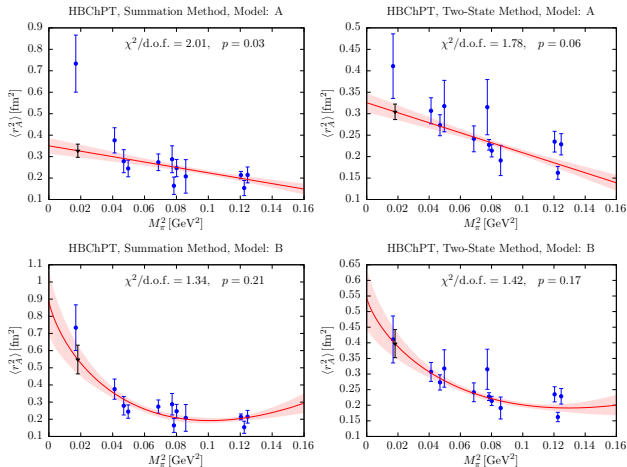 HBChPT, Summation Method, Model: A
χ²/d.o.f. = 2.01, p = 0.03
⟨r²_A⟩ [fm²]
1
0.9
0.8
0.7
0.6
0.5
0.4
0.3
0.2
0.1
0 0.02 0.04 0.06 0.08 0.1 0.12 0.14 0.16
M²_π [GeV²]
HBChPT, Two-State Method, Model: A
χ²/d.o.f. = 1.78, p = 0.06
⟨r²_A⟩ [fm²]
0.5
0.45
0.4
0.35
0.3
0.25
0.2
0.15
0.1
0 0.02 0.04 0.06 0.08 0.1 0.12 0.14 0.16
M²_π [GeV²]
HBChPT, Summation Method, Model: B
χ²/d.o.f. = 1.34, p = 0.21
⟨r²_A⟩ [fm²]
1.1
1
0.9
0.8
0.7
0.6
0.5
0.4
0.3
0.2
0.1
0 0.02 0.04 0.06 0.08 0.1 0.12 0.14 0.16
M²_π [GeV²]
HBChPT, Two-State Method, Model: B
χ²/d.o.f. = 1.42, p = 0.17
⟨r²_A⟩ [fm²]
0.65
0.6
0.55
0.5
0.45
0.4
0.35
0.3
0.25
0.2
0.15
0.1
0 0.02 0.04 0.06 0.08 0.1 0.12 0.14 0.16
M²_π [GeV²]